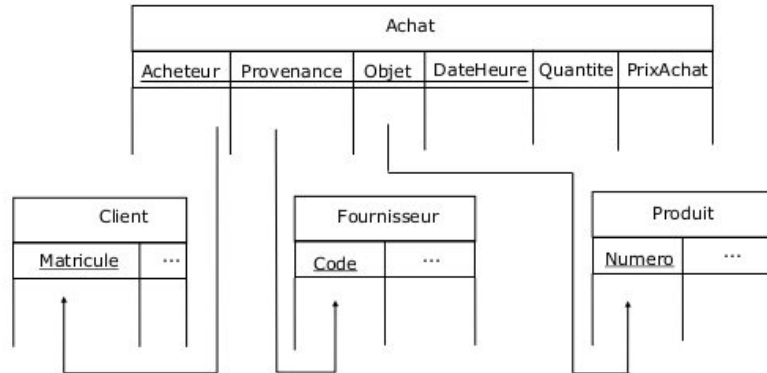 Achat
Acheteur Provenance Objet DateHeure Quantite PrixAchat
Client Fournisseur Produit
Matricule ... Code ... Numero ...